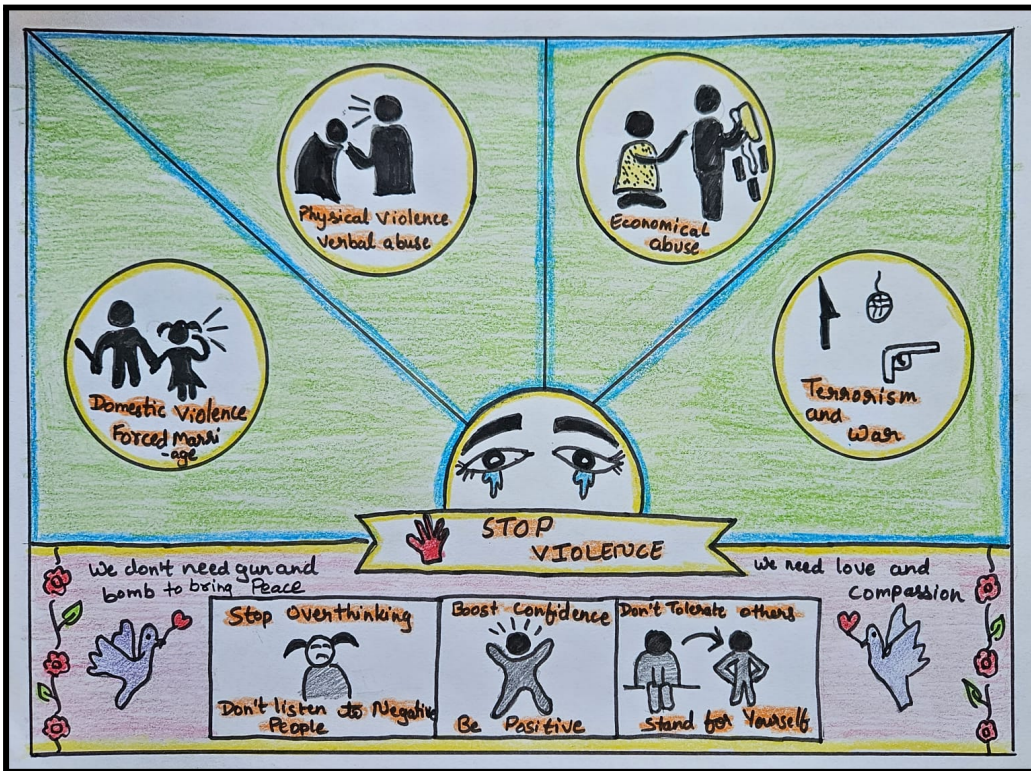 Physical Violence
Verbal abuse
Economical
abuse
Domestic Violence
Forced Marri
-age
Terrorism
and
War
STOP
VIOLENCE
We don't need gun and
bomb to bring Peace
We need love and
compassion
Stop Overthinking
Don't listen to Negative
People
Boost Confidence
Be Positive
Don't Tolerate others
Stand for Yourself